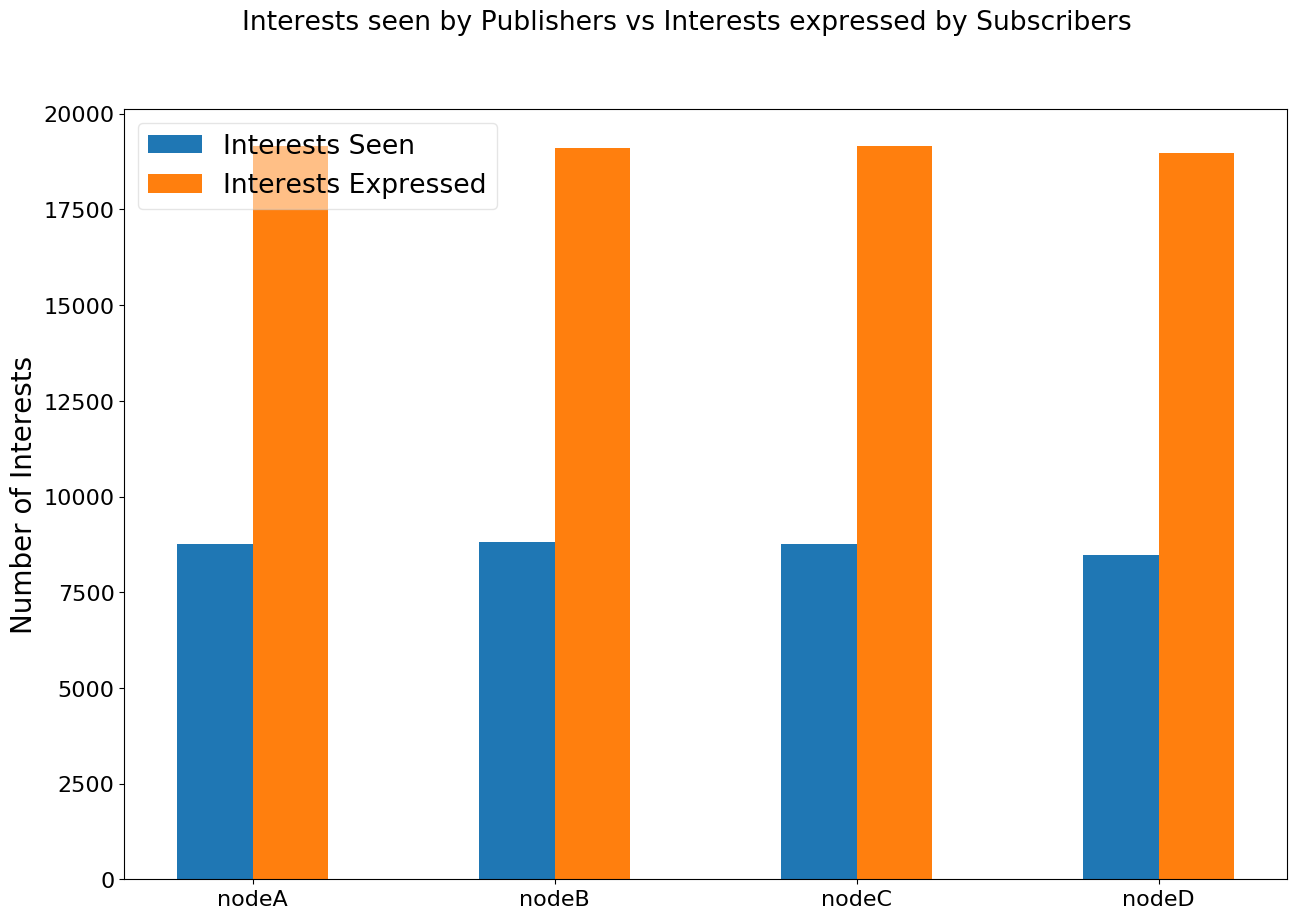 Interests seen by Publishers vs Interests expressed by Subscribers
Interests Seen
Interests Expressed
Number of Interests
20000
17500
15000
12500
10000
7500
5000
2500
0
nodeA nodeB nodeC nodeD